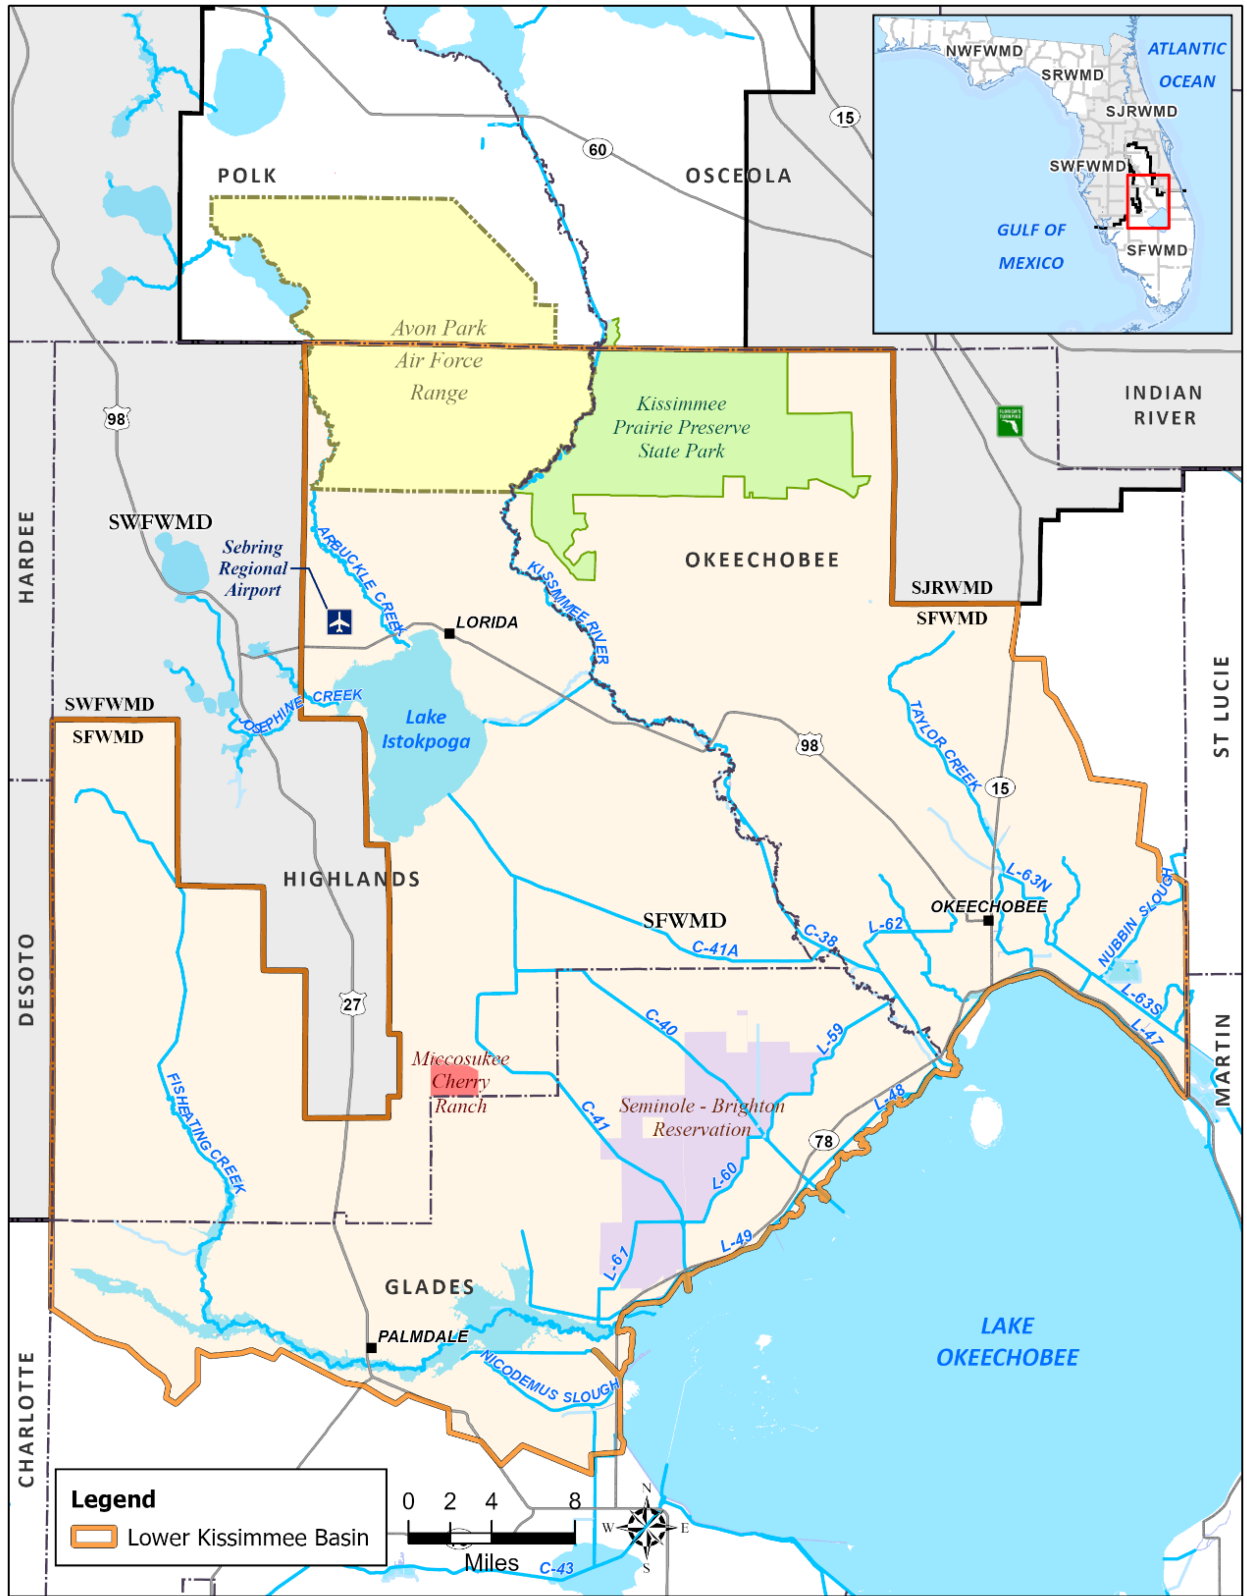 NWFWMD
SRWMD
ATLANTIC
OCEAN
SJRWMD
SWFWMD
GULF OF
MEXICO
SFWMD
15
60
POLK
OSCEOLA
Avon Park
Air Force
Range
Kissimmee
Prairie Preserve
State Park
INDIAN
RIVER
98
HARDEE
SWFWMD
Sebring
Regional
Airport
ARBUCKLE CREEK
KISSIMMEE RIVER
OKEECHOBEE
SJRWMD
SFWMD
LORIDA
ST LUCIE
SWFWMD
SFWMD
JOSEPHINE CREEK
Lake
Istokpoga
TAYLOR CREEK
98
15
HIGHLANDS
L-63N
OKEECHOBEE
SFWMD
L-62
C-38
C-41A
NUBBIN SLOUGH
DESOTO
27
L-63S
L-47
C-40
L-59
MARTIN
Miccosukee
Cherry
Ranch
FISHEATING CREEK
C-41
Seminole - Brighton
Reservation
L-48
78
L-60
L-49
L-61
GLADES
PALMDALE
LAKE
OKEECHOBEE
NICODEMUS SLOUGH
CHARLOTTE
Legend
Lower Kissimmee Basin
0 2 4 8
Miles
N
W E
S
C-43